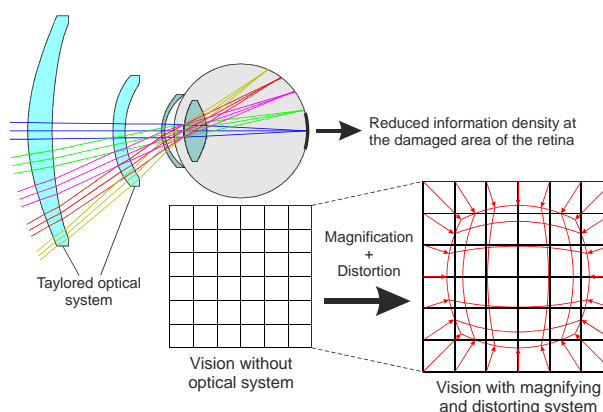 Reduced information density at
the damaged area of the retina
Taylored optical
system
Magnification
+
Distortion
Vision without
optical system
Vision with magnifying
and distorting system